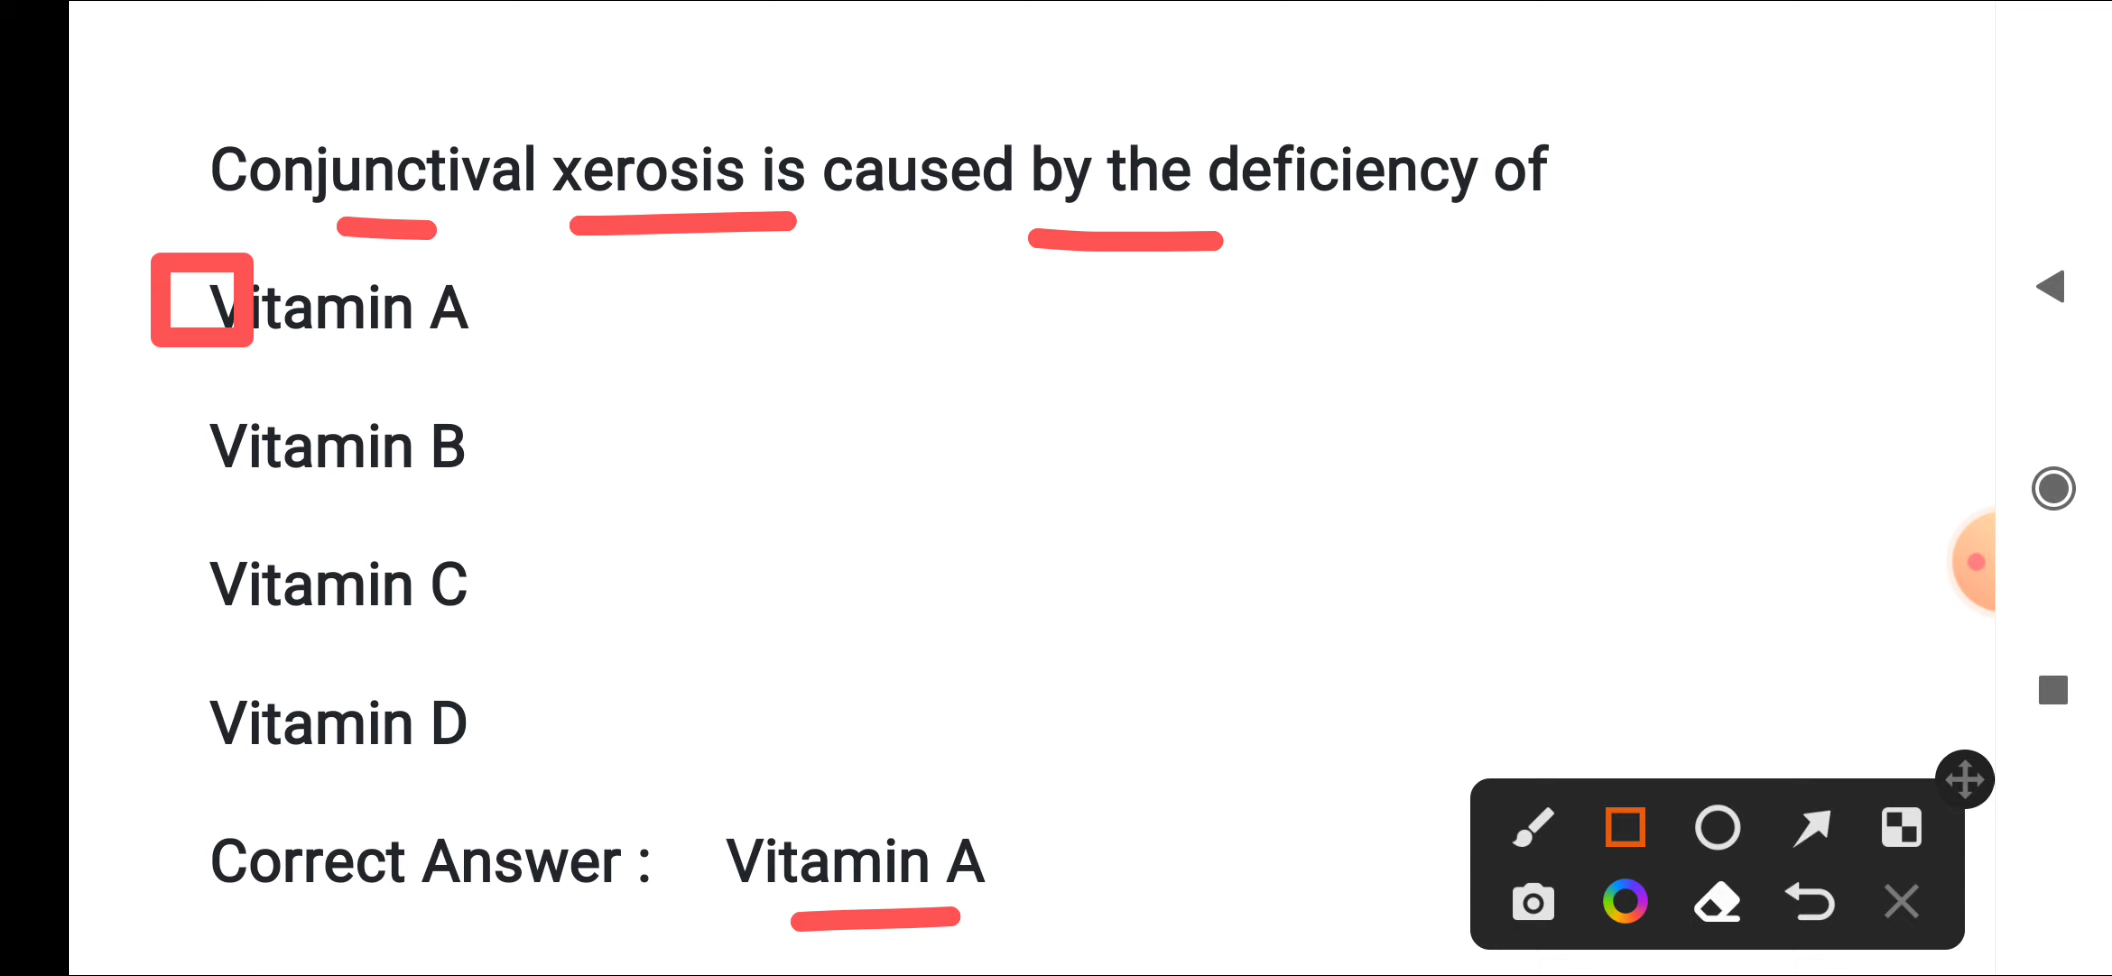 Conjunctival xerosis is caused by the deficiency of
Vitamin A
Vitamin B
Vitamin C
Vitamin D
Correct Answer : Vitamin A